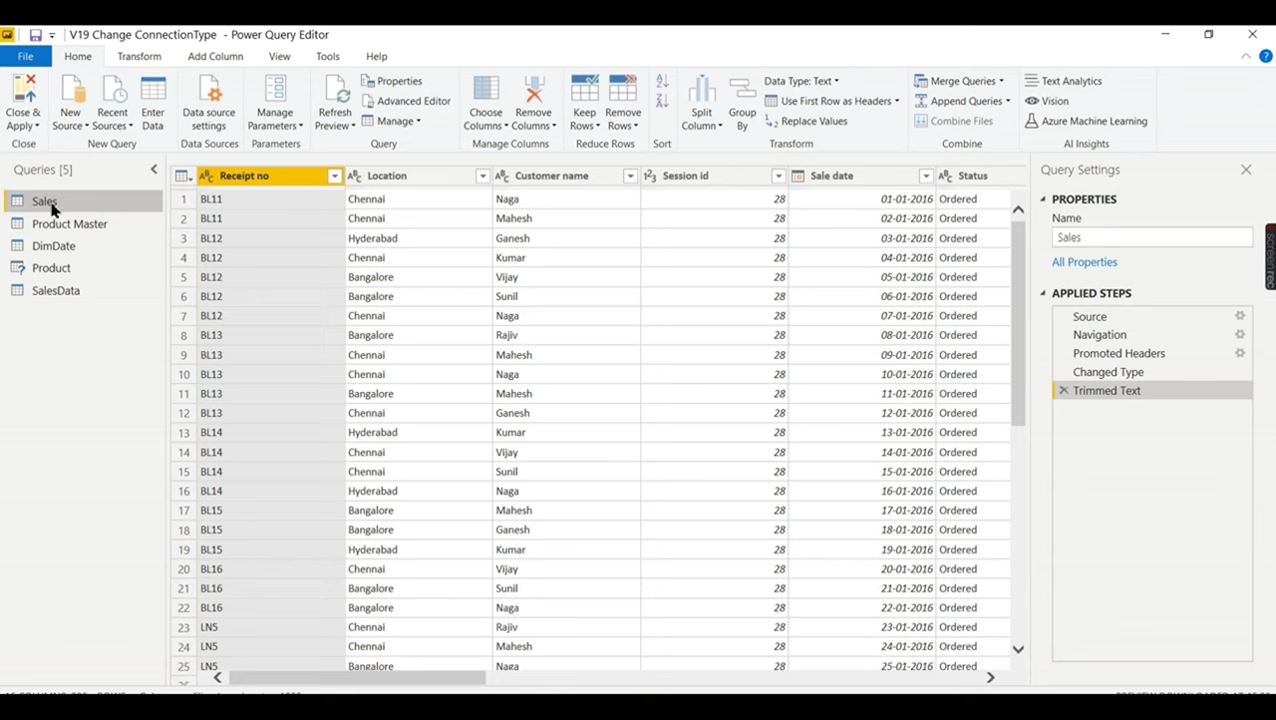 V19 Change ConnectionType - Power Query Editor
File Home Transform Add Column View Tools Help
Close & Apply
New Source
Recent Sources
Enter Data
Data source settings
Manage Parameters
Refresh Preview
Properties
Advanced Editor
Manage
Choose Columns
Remove Columns
Keep Rows
Remove Rows
Split Column
Group By
Data Type: Text
Use First Row as Headers
Replace Values
Merge Queries
Append Queries
Combine Files
Text Analytics
Vision
Azure Machine Learning
Close New Query Data Sources Parameters Query Manage Columns Reduce Rows Sort Transform Combine AI Insights
Queries [5]
Sales
Product Master
DimDate
Product
SalesData
Receipt no Location Customer name Session id Sale date Status
1 BL11 Chennai Naga 28 01-01-2016 Ordered
2 BL11 Chennai Mahesh 28 02-01-2016 Ordered
3 BL12 Hyderabad Ganesh 28 03-01-2016 Ordered
4 BL12 Chennai Kumar 28 04-01-2016 Ordered
5 BL12 Bangalore Vijay 28 05-01-2016 Ordered
6 BL12 Bangalore Sunil 28 06-01-2016 Ordered
7 BL12 Chennai Naga 28 07-01-2016 Ordered
8 BL13 Bangalore Rajiv 28 08-01-2016 Ordered
9 BL13 Chennai Mahesh 28 09-01-2016 Ordered
10 BL13 Chennai Naga 28 10-01-2016 Ordered
11 BL13 Bangalore Mahesh 28 11-01-2016 Ordered
12 BL13 Chennai Ganesh 28 12-01-2016 Ordered
13 BL14 Hyderabad Kumar 28 13-01-2016 Ordered
14 BL14 Chennai Vijay 28 14-01-2016 Ordered
15 BL14 Chennai Sunil 28 15-01-2016 Ordered
16 BL14 Hyderabad Naga 28 16-01-2016 Ordered
17 BL15 Bangalore Mahesh 28 17-01-2016 Ordered
18 BL15 Bangalore Ganesh 28 18-01-2016 Ordered
19 BL15 Hyderabad Kumar 28 19-01-2016 Ordered
20 BL16 Chennai Vijay 28 20-01-2016 Ordered
21 BL16 Bangalore Sunil 28 21-01-2016 Ordered
22 BL16 Bangalore Naga 28 22-01-2016 Ordered
23 LN5 Chennai Rajiv 28 23-01-2016 Ordered
24 LN5 Chennai Mahesh 28 24-01-2016 Ordered
25 LN5 Bangalore Naga 28 25-01-2016 Ordered
Query Settings
PROPERTIES
Name
Sales
All Properties
APPLIED STEPS
Source
Navigation
Promoted Headers
Changed Type
Trimmed Text
screen rec